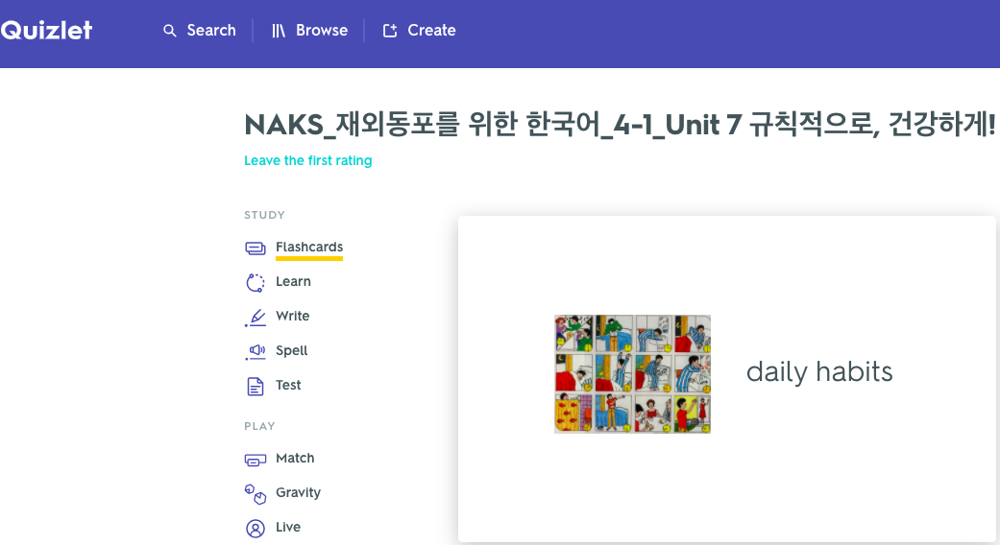 Quizlet
Search
Browse
Create
NAKS_재외동포를 위한 한국어_4-1_Unit 7 규칙적으로, 건강하게!
Leave the first rating
STUDY
Flashcards
Learn
Write
Spell
Test
PLAY
Match
Gravity
Live
daily habits